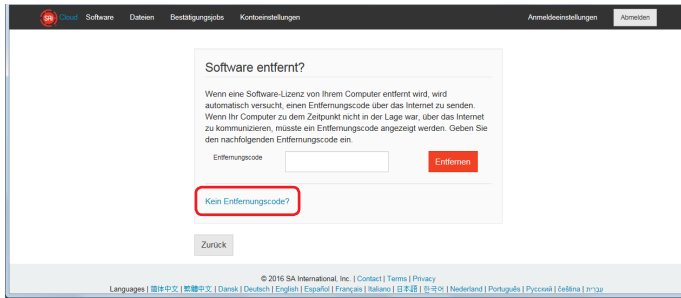 SAi Cloud Software Dateien Bestätigungsjobs Kontoeinstellungen Anmeldeeinstellungen Abmelden
Software entfernt?
Wenn eine Software-Lizenz von Ihrem Computer entfernt wird, wird
automatisch versucht, einen Entfernungscode über das Internet zu senden.
Wenn Ihr Computer zu dem Zeitpunkt nicht in der Lage war, über das Internet
zu kommunizieren, müsste ein Entfernungscode angezeigt werden. Geben Sie
den nachfolgenden Entfernungscode ein.
Entfernungscode Entfernen
Kein Entfernungscode?
Zurück
© 2016 SA International, Inc. | Contact | Terms | Privacy
Languages | 简体中文 | 繁體中文 | Dansk | Deutsch | English | Español | Français | Italiano | 日本語 | 한국어 | Nederland | Português | Русский | čeština | עברית